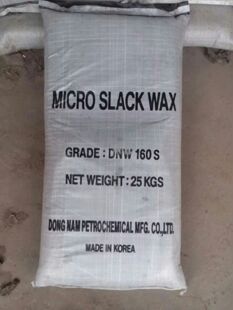 MICRO SLACK WAX
GRADE : DNW 160 S
NET WEIGHT : 25 KGS
DONG NAM PETROCHEMICAL MFG. CO.,LTD.
MADE IN KOREA